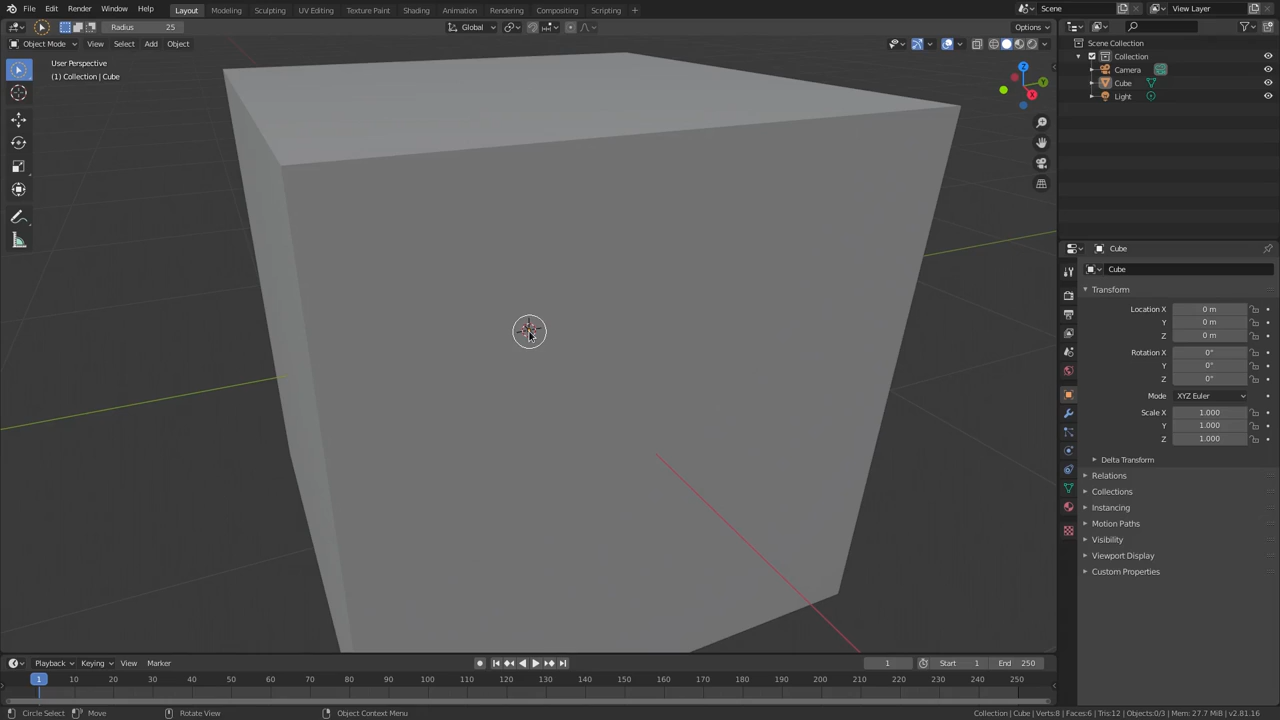 File Edit Render Window Help Layout Modeling Sculpting UV Editing Texture Paint Shading Animation Rendering Compositing Scripting + Scene View Layer
Radius 25 Global Options
Object Mode View Select Add Object
User Perspective
(1) Collection | Cube
Z
Y
X
Scene Collection
Collection
Camera
Cube
Light
Cube
Cube
Transform
Location X 0 m
Y 0 m
Z 0 m
Rotation X 0°
Y 0°
Z 0°
Mode XYZ Euler
Scale X 1.000
Y 1.000
Z 1.000
Delta Transform
Relations
Collections
Instancing
Motion Paths
Visibility
Viewport Display
Custom Properties
Playback Keying View Marker 1 Start 1 End 250
1 10 20 30 40 50 60 70 80 90 100 110 120 130 140 150 160 170 180 190 200 210 220 230 240 250
Circle Select Move Rotate View Object Context Menu Collection | Cube | Verts:8 | Faces:6 | Tris:12 | Objects:0/3 | Mem: 27.7 MiB | v2.81.16